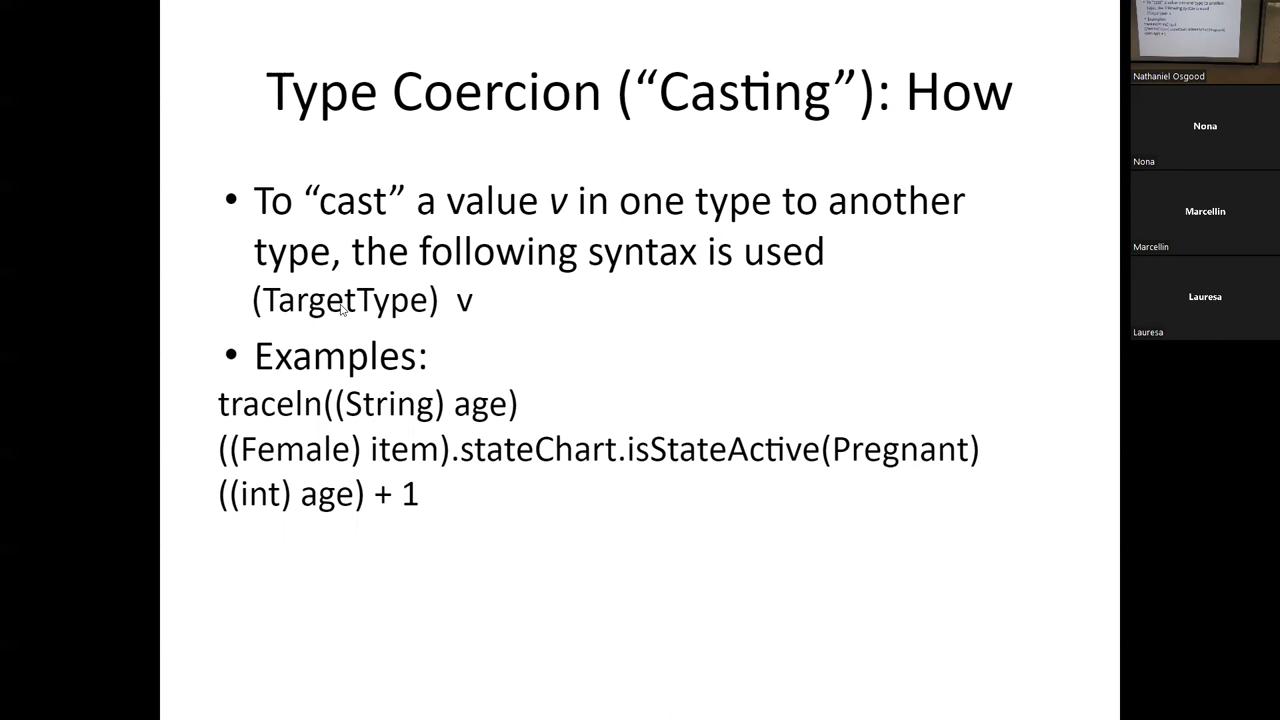 Type Coercion (“Casting”): How
• To “cast” a value v in one type to another
type, the following syntax is used
(TargetType) v
• Examples:
traceln((String) age)
((Female) item).stateChart.isStateActive(Pregnant)
((int) age) + 1
Nathaniel Osgood
Nona
Nona
Marcellin
Marcellin
Lauresa
Lauresa